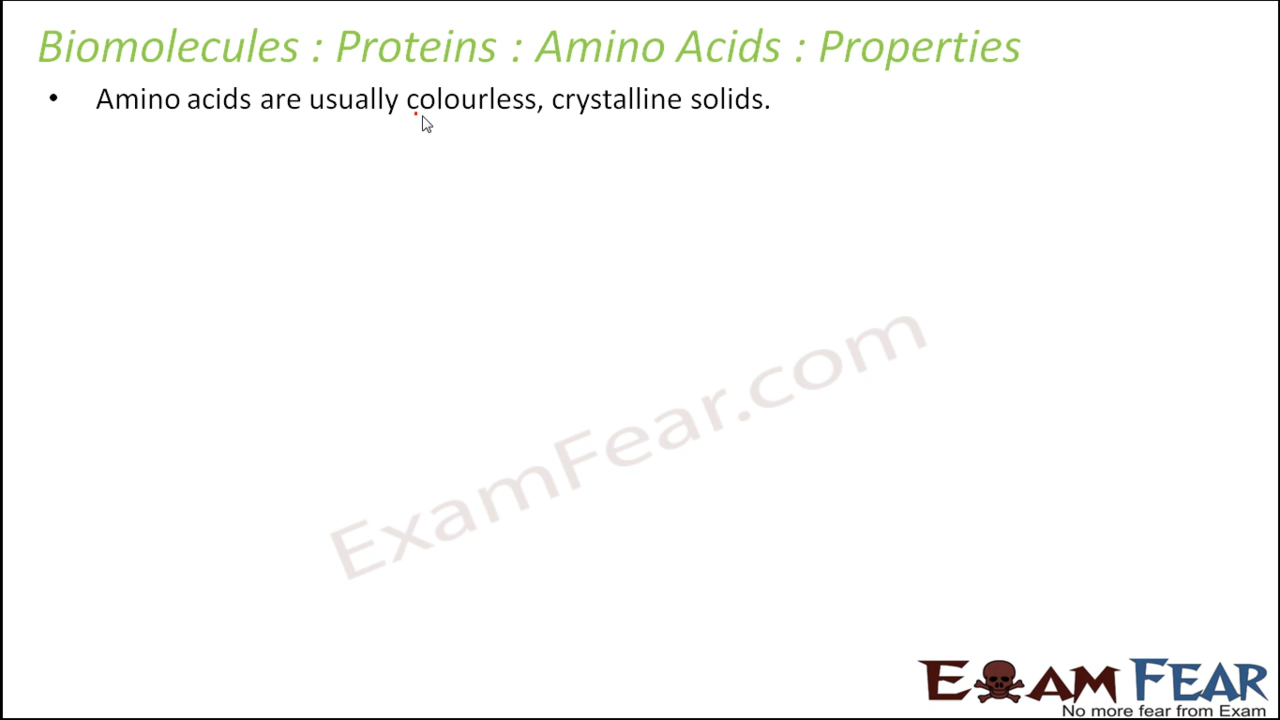 Biomolecules : Proteins : Amino Acids : Properties
• Amino acids are usually colourless, crystalline solids.
ExamFear.com
EXAM FEAR
No more fear from Exam